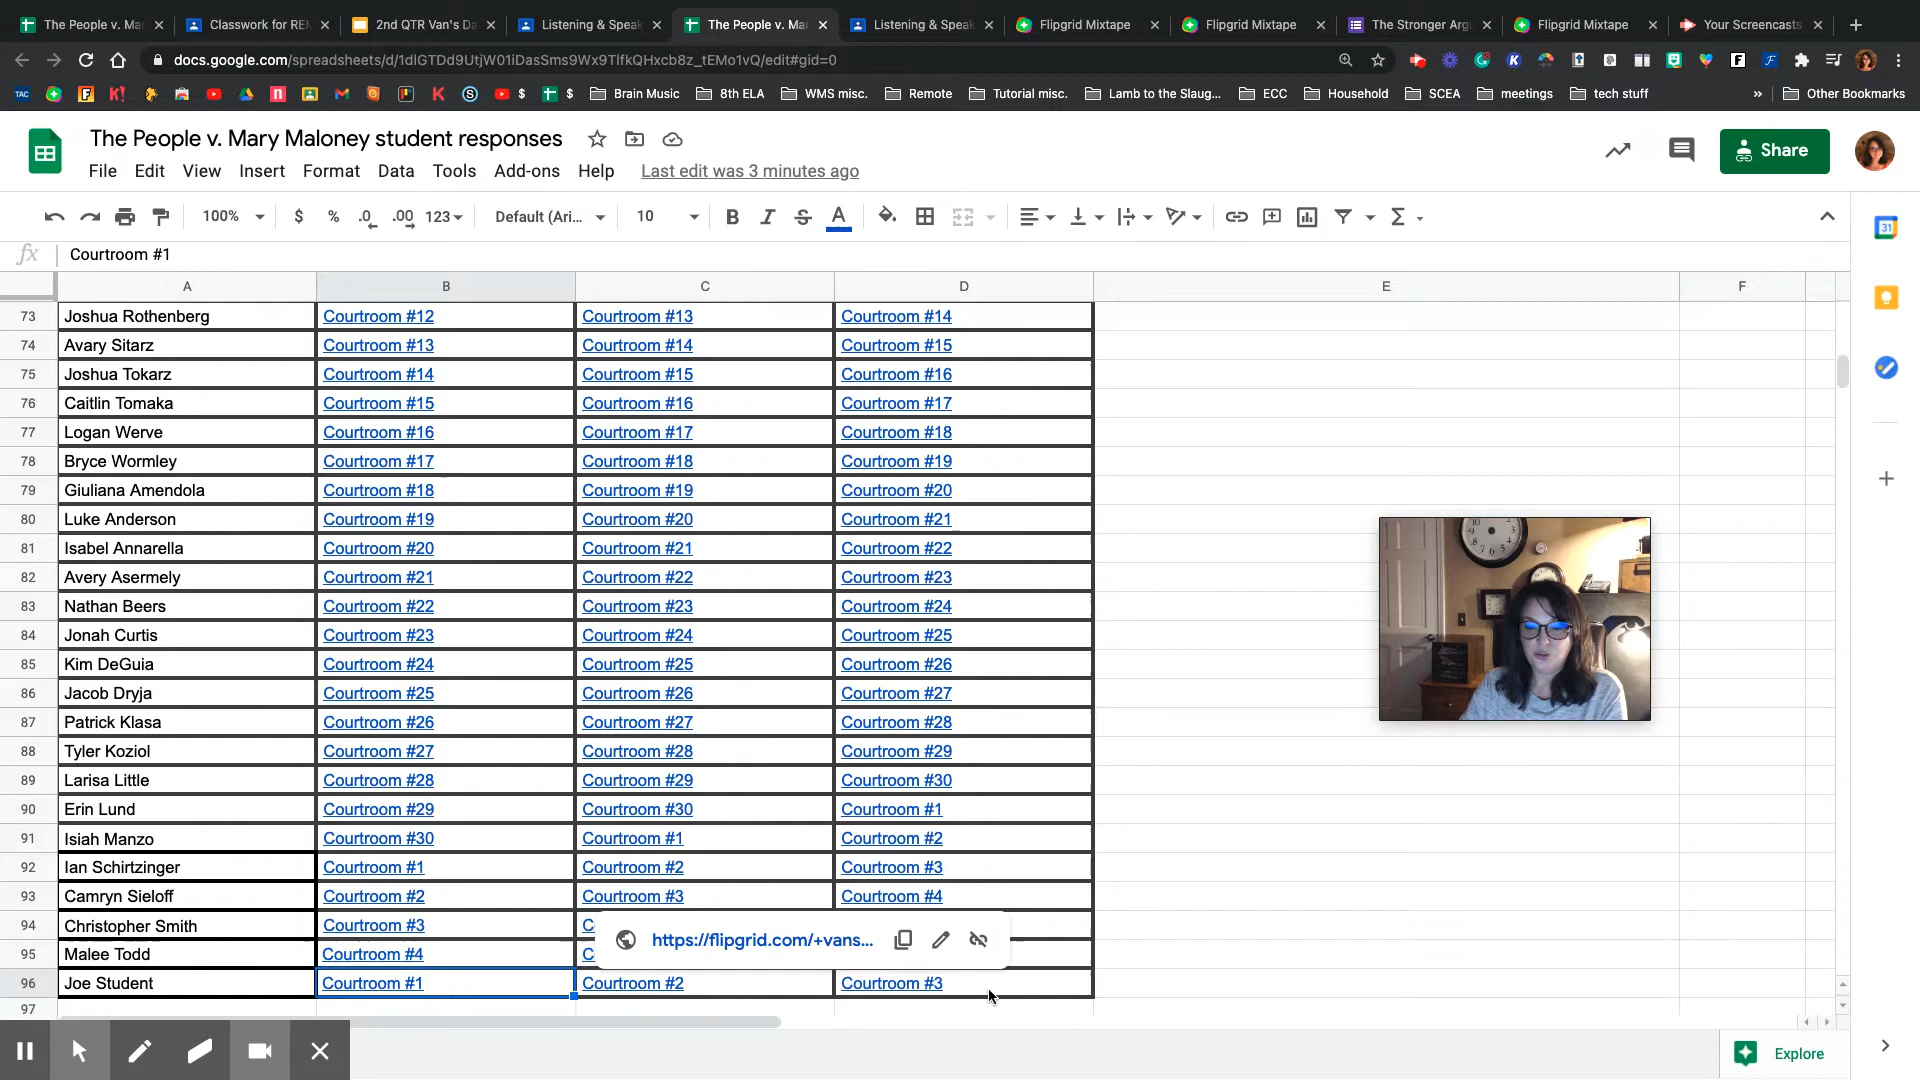 The People v. Ma
Classwork for REM
2nd QTR Van's Da
Listening & Speak
The People v. Ma
Listening & Speak
Flipgrid Mixtape
Flipgrid Mixtape
The Stronger Arg
Flipgrid Mixtape
Your Screencasts
docs.google.com/spreadsheets/d/1dlGTDd9UtjW01iDasSms9Wx9TlfkQHxcb8z_tEMo1vQ/edit#gid=0
TAC $ $ Brain Music 8th ELA WMS misc. Remote Tutorial misc. Lamb to the Slaug... ECC Household SCEA meetings tech stuff » Other Bookmarks
The People v. Mary Maloney student responses
Share
File Edit View Insert Format Data Tools Add-ons Help Last edit was 3 minutes ago
100% $ % .0 .00 123 Default (Ari... 10 B I S A Σ
31
fx Courtroom #1
A B C D E F
73 Joshua Rothenberg Courtroom #12 Courtroom #13 Courtroom #14
74 Avary Sitarz Courtroom #13 Courtroom #14 Courtroom #15
75 Joshua Tokarz Courtroom #14 Courtroom #15 Courtroom #16
76 Caitlin Tomaka Courtroom #15 Courtroom #16 Courtroom #17
77 Logan Werve Courtroom #16 Courtroom #17 Courtroom #18
78 Bryce Wormley Courtroom #17 Courtroom #18 Courtroom #19
79 Giuliana Amendola Courtroom #18 Courtroom #19 Courtroom #20
80 Luke Anderson Courtroom #19 Courtroom #20 Courtroom #21
81 Isabel Annarella Courtroom #20 Courtroom #21 Courtroom #22
82 Avery Asermely Courtroom #21 Courtroom #22 Courtroom #23
83 Nathan Beers Courtroom #22 Courtroom #23 Courtroom #24
84 Jonah Curtis Courtroom #23 Courtroom #24 Courtroom #25
85 Kim DeGuia Courtroom #24 Courtroom #25 Courtroom #26
86 Jacob Dryja Courtroom #25 Courtroom #26 Courtroom #27
87 Patrick Klasa Courtroom #26 Courtroom #27 Courtroom #28
88 Tyler Koziol Courtroom #27 Courtroom #28 Courtroom #29
89 Larisa Little Courtroom #28 Courtroom #29 Courtroom #30
90 Erin Lund Courtroom #29 Courtroom #30 Courtroom #1
91 Isiah Manzo Courtroom #30 Courtroom #1 Courtroom #2
92 Ian Schirtzinger Courtroom #1 Courtroom #2 Courtroom #3
93 Camryn Sieloff Courtroom #2 Courtroom #3 Courtroom #4
94 Christopher Smith Courtroom #3 C
https://flipgrid.com/+vans...
95 Malee Todd Courtroom #4 C
96 Joe Student Courtroom #1 Courtroom #2 Courtroom #3
97
Explore